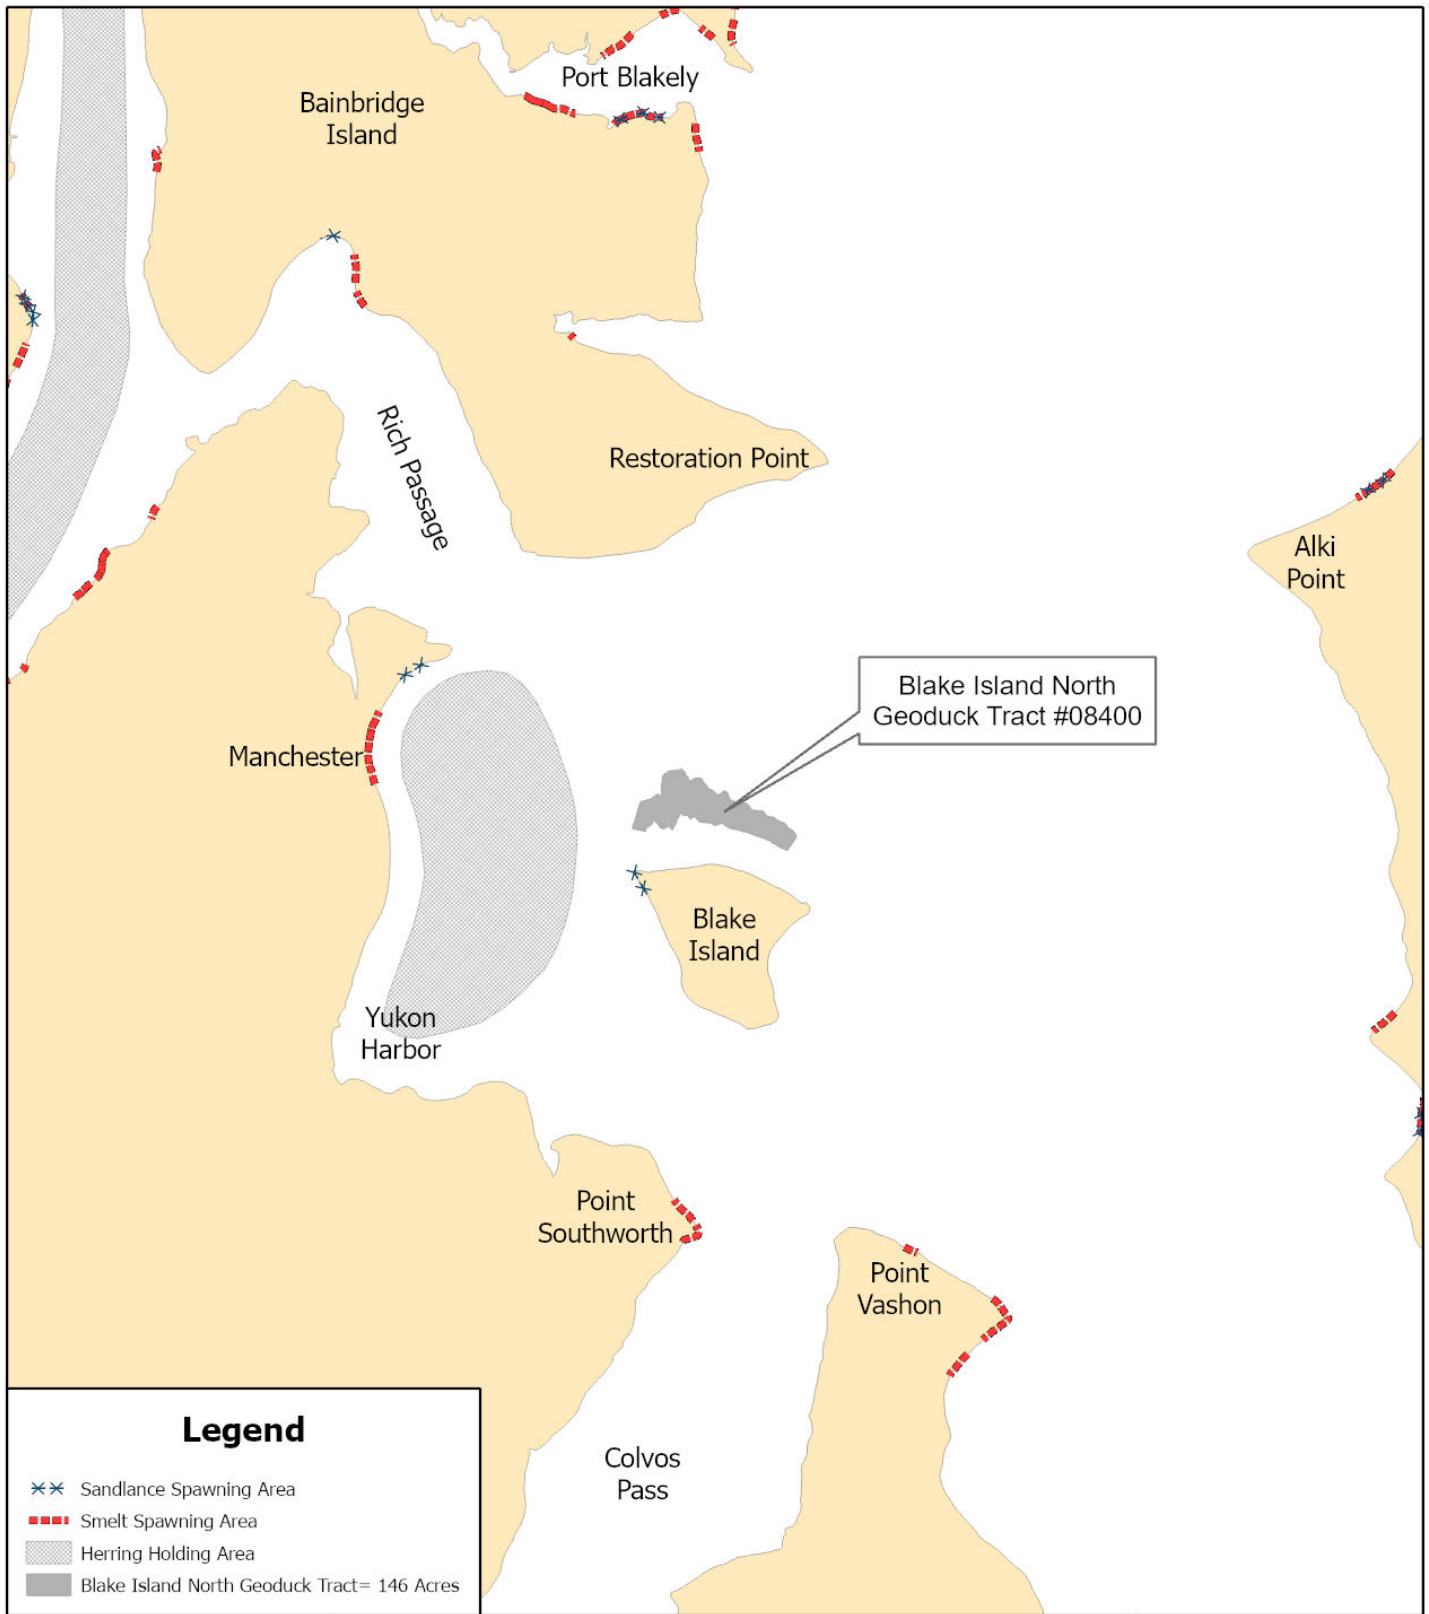 Port Blakely
Bainbridge
Island
Rich Passage
Restoration Point
Alki
Point
Blake Island North
Geoduck Tract #08400
Manchester
Blake
Island
Yukon
Harbor
Point
Southworth
Point
Vashon
Colvos
Pass
Legend
Sandlance Spawning Area
Smelt Spawning Area
Herring Holding Area
Blake Island North Geoduck Tract= 146 Acres